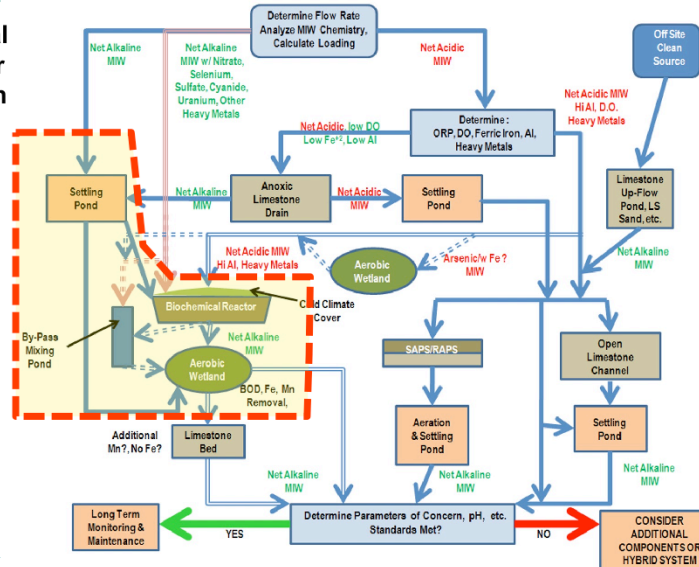 al
r
n
Determine Flow Rate
Analyze MIW Chemistry,
Calculate Loading
Net Alkaline
MIW
Net Alkaline
MIW w/ Nitrate,
Selenium,
Sulfate, Cyanide,
Uranium, Other
Heavy Metals
Net Acidic
MIW
Off Site
Clean
Source
Net Acidic MIW
Hi Al, D.O.
Heavy Metals
Net Acidic, low DO
Low Fe+2, Low Al
Determine :
ORP, DO, Ferric Iron, Al,
Heavy Metals
Settling
Pond
Net Alkaline
MIW
Anoxic
Limestone
Drain
Net Acidic
MIW
Settling
Pond
Limestone
Up-Flow
Pond, LS
Sand, etc.
Net Acidic MIW
Hi Al, Heavy Metals
Aerobic
Wetland
Arsenic/w Fe ?
MIW
Net Alkaline
MIW
Biochemical Reactor
Cold Climate
Cover
By-Pass
Mixing
Pond
Net Alkaline
MIW
SAPS/RAPS
Open
Limestone
Channel
Aerobic
Wetland
BOD, Fe, Mn
Removal,
Aeration
& Settling
Pond
Settling
Pond
Additional
Mn?, No Fe?
Limestone
Bed
Net Alkaline
MIW
Net Alkaline
MIW
Net Alkaline
MIW
Long Term
Monitoring &
Maintenance
YES
Determine Parameters of Concern, pH, etc.
Standards Met?
NO
CONSIDER
ADDITIONAL
COMPONENTS OR
HYBRID SYSTEM